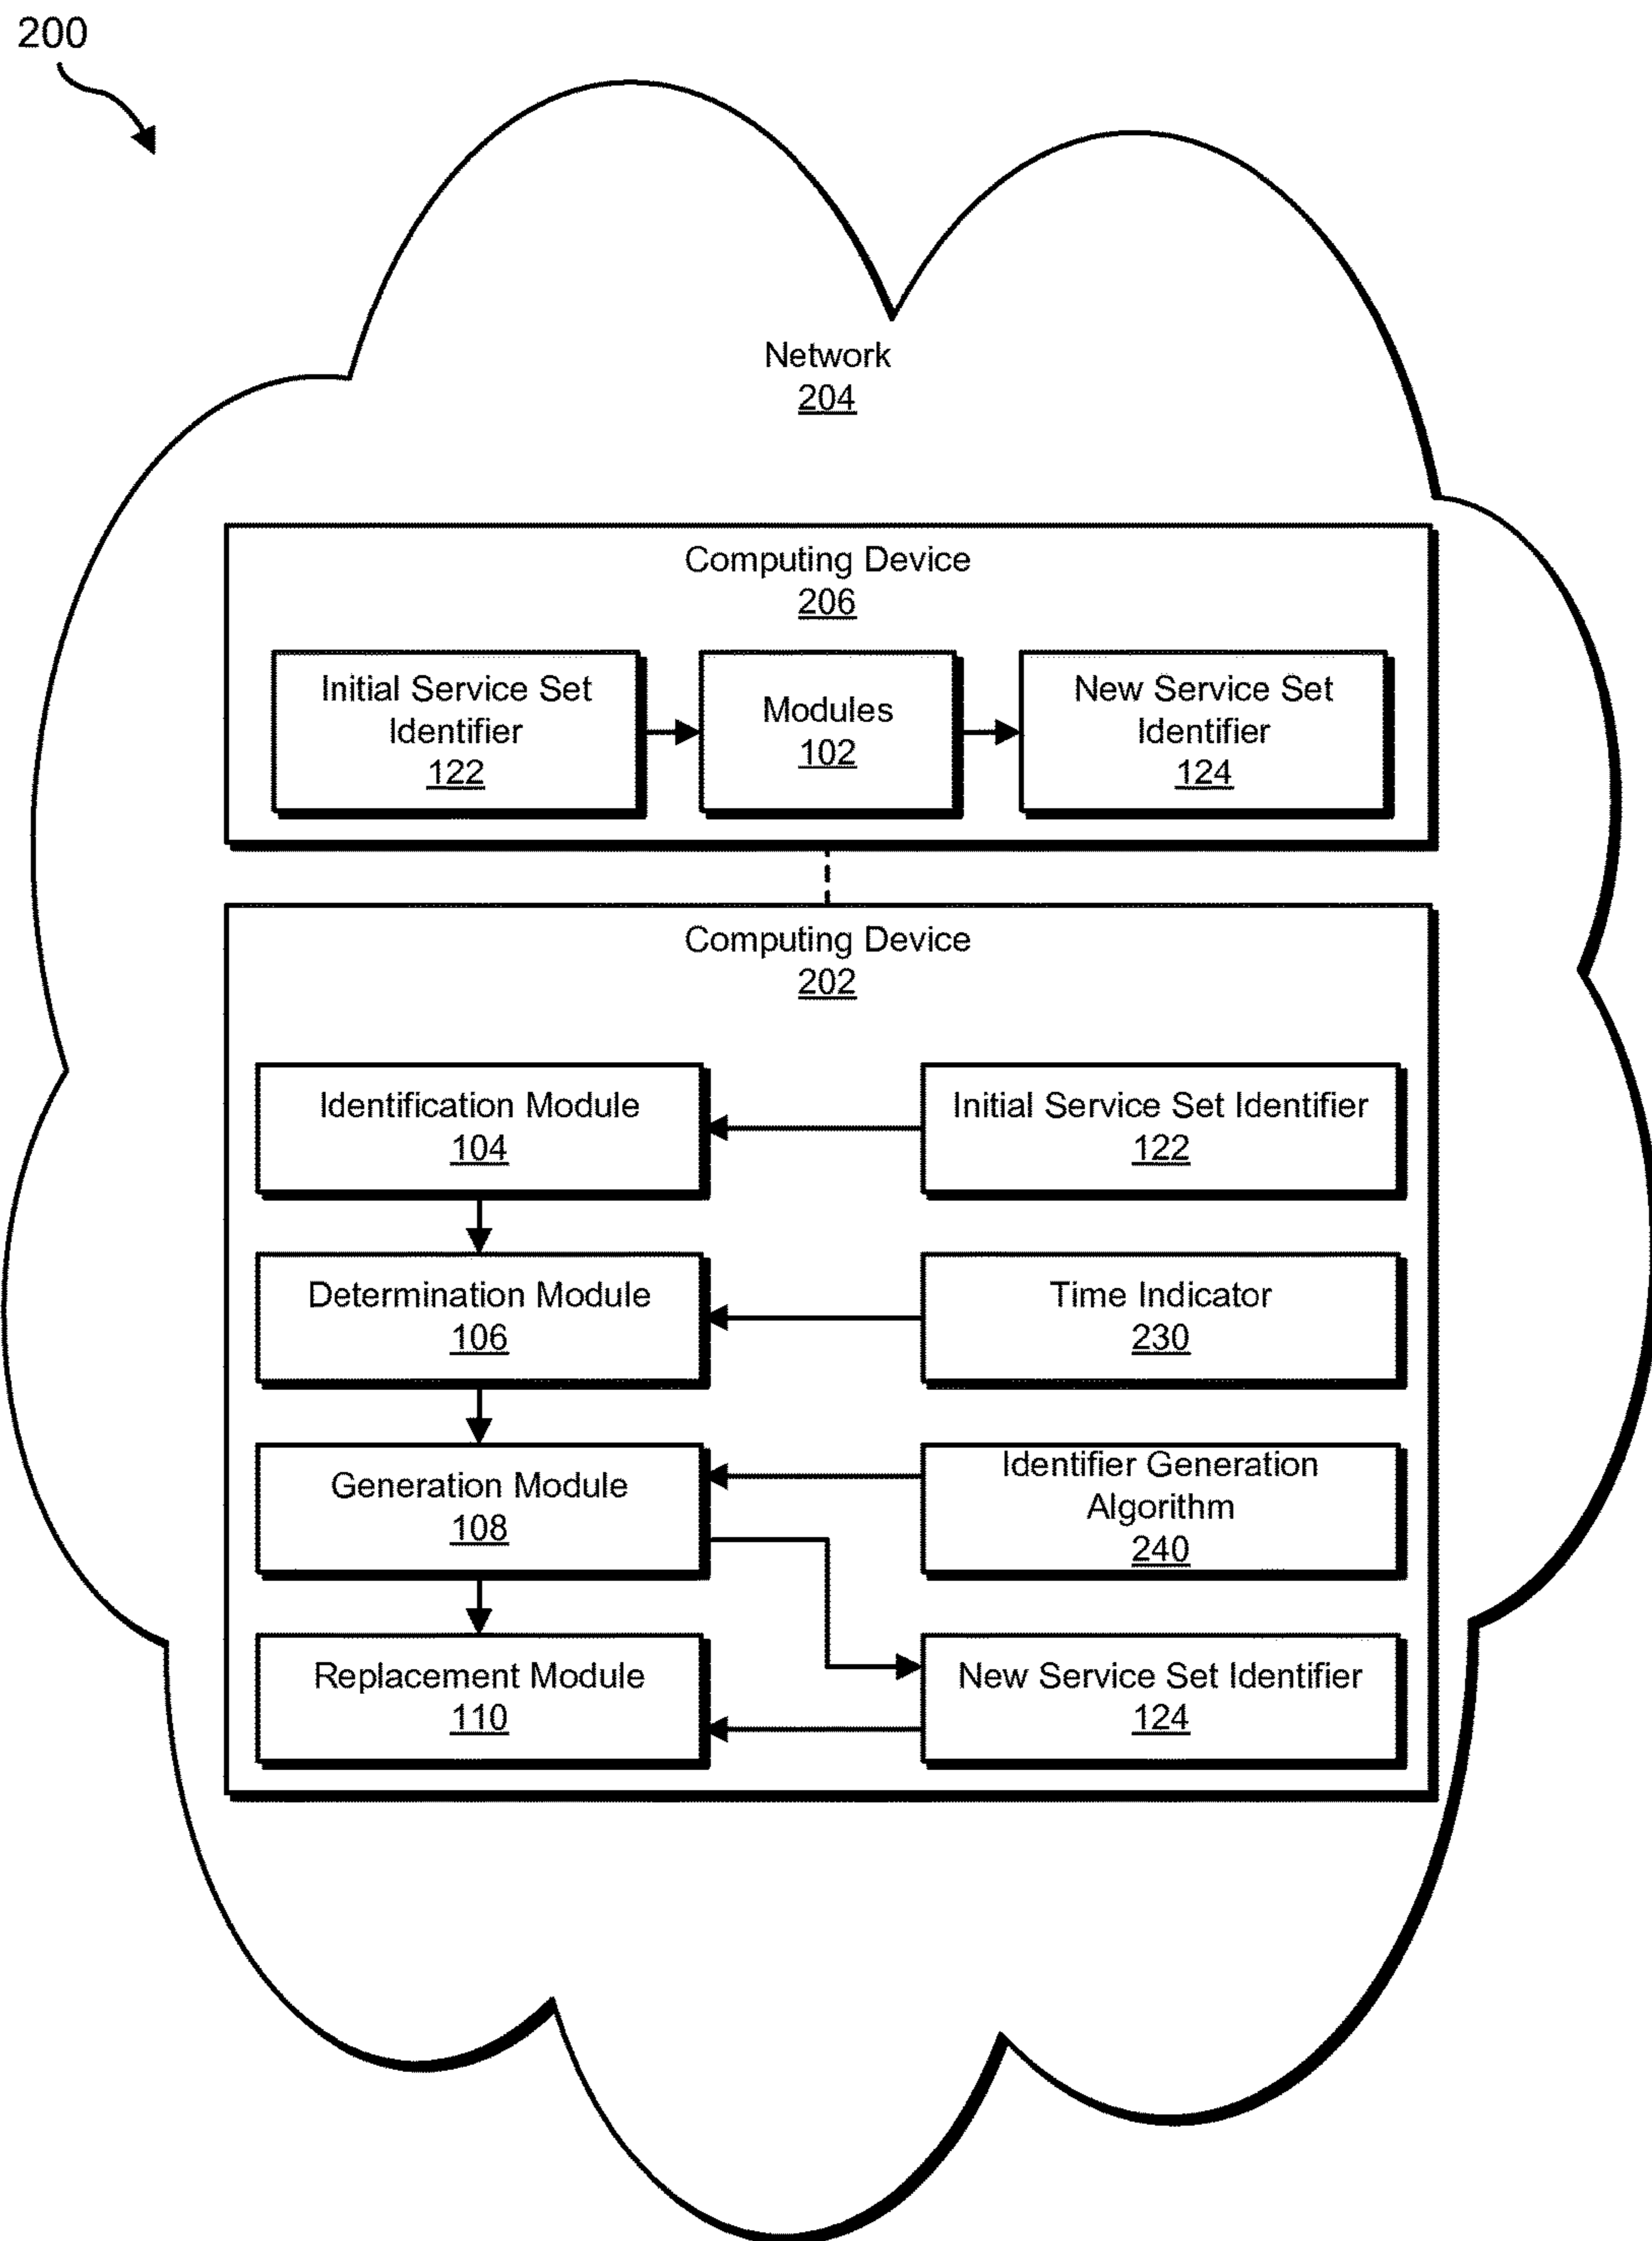 200
Network
204
Computing Device
206
Initial Service Set
Identifier
122
Modules
102
New Service Set
Identifier
124
Computing Device
202
Identification Module
104
Initial Service Set Identifier
122
Determination Module
106
Time Indicator
230
Generation Module
108
Identifier Generation
Algorithm
240
Replacement Module
110
New Service Set Identifier
124